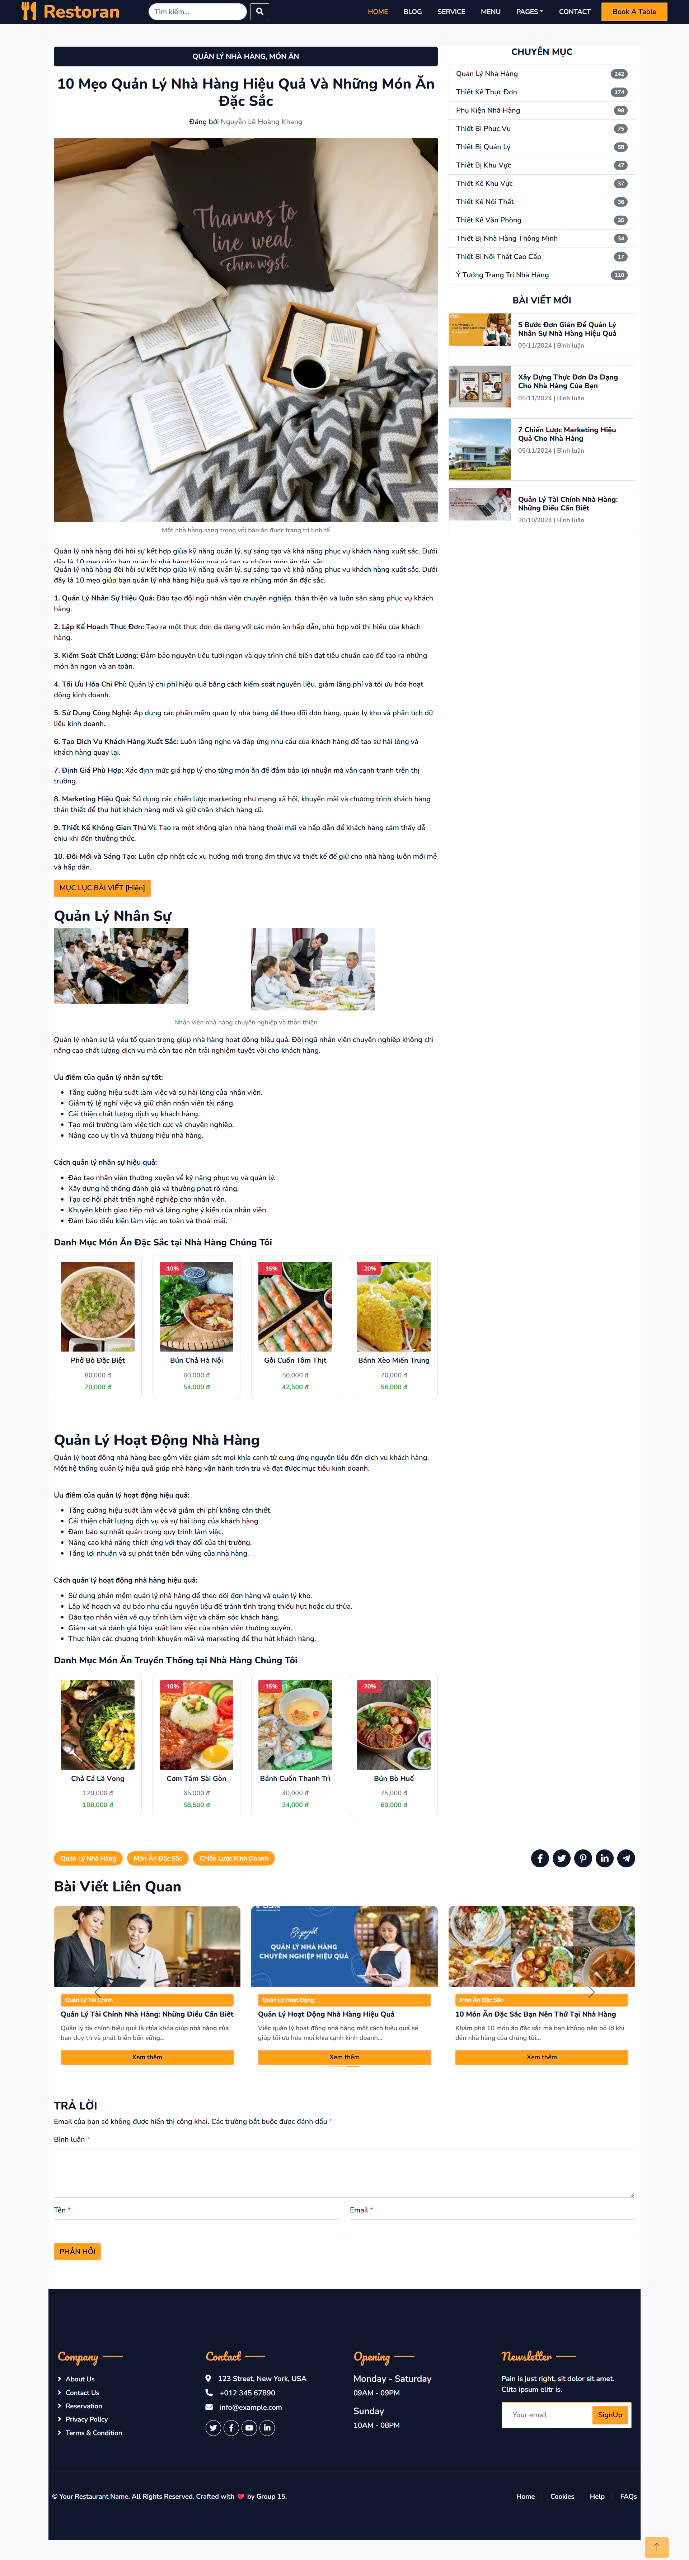 Restoran
Tìm kiếm...
HOME
BLOG
SERVICE
MENU
PAGES
CONTACT
Book A Table
QUẢN LÝ NHÀ HÀNG, MÓN ĂN
10 Mẹo Quản Lý Nhà Hàng Hiệu Quả Và Những Món Ăn
Đặc Sắc
Đăng bởi Nguyễn Lê Hoàng Khang
Một nhà hàng sang trọng với bàn ăn được trang trí tinh tế
Quản lý nhà hàng đòi hỏi sự kết hợp giữa kỹ năng quản lý, sự sáng tạo và khả năng phục vụ khách hàng xuất sắc. Dưới
đây là 10 mẹo giúp bạn quản lý nhà hàng hiệu quả và tạo ra những món ăn đặc sắc.
Quản lý nhà hàng đòi hỏi sự kết hợp giữa kỹ năng quản lý, sự sáng tạo và khả năng phục vụ khách hàng xuất sắc. Dưới
đây là 10 mẹo giúp bạn quản lý nhà hàng hiệu quả và tạo ra những món ăn đặc sắc.
1. Quản Lý Nhân Sự Hiệu Quả: Đào tạo đội ngũ nhân viên chuyên nghiệp, thân thiện và luôn sẵn sàng phục vụ khách
hàng.
2. Lập Kế Hoạch Thực Đơn: Tạo ra một thực đơn đa dạng với các món ăn hấp dẫn, phù hợp với thị hiếu của khách
hàng.
3. Kiểm Soát Chất Lượng: Đảm bảo nguyên liệu tươi ngon và quy trình chế biến đạt tiêu chuẩn cao để tạo ra những
món ăn ngon và an toàn.
4. Tối Ưu Hóa Chi Phí: Quản lý chi phí hiệu quả bằng cách kiểm soát nguyên liệu, giảm lãng phí và tối ưu hóa hoạt
động kinh doanh.
5. Sử Dụng Công Nghệ: Áp dụng các phần mềm quản lý nhà hàng để theo dõi đơn hàng, quản lý kho và phân tích dữ
liệu kinh doanh.
6. Tạo Dịch Vụ Khách Hàng Xuất Sắc: Luôn lắng nghe và đáp ứng nhu cầu của khách hàng để tạo sự hài lòng và
khách hàng quay lại.
7. Định Giá Phù Hợp: Xác định mức giá hợp lý cho từng món ăn để đảm bảo lợi nhuận mà vẫn cạnh tranh trên thị
trường.
8. Marketing Hiệu Quả: Sử dụng các chiến lược marketing như mạng xã hội, khuyến mãi và chương trình khách hàng
thân thiết để thu hút khách hàng mới và giữ chân khách hàng cũ.
9. Thiết Kế Không Gian Thú Vị: Tạo ra một không gian nhà hàng thoải mái và hấp dẫn để khách hàng cảm thấy dễ
chịu khi đến thưởng thức.
10. Đổi Mới và Sáng Tạo: Luôn cập nhật các xu hướng mới trong ẩm thực và thiết kế để giữ cho nhà hàng luôn mới mẻ
và hấp dẫn.
MỤC LỤC BÀI VIẾT [Hiện]
Quản Lý Nhân Sự
Nhân viên nhà hàng chuyên nghiệp và thân thiện
Quản lý nhân sự là yếu tố quan trọng giúp nhà hàng hoạt động hiệu quả. Đội ngũ nhân viên chuyên nghiệp không chỉ
nâng cao chất lượng dịch vụ mà còn tạo nên trải nghiệm tuyệt vời cho khách hàng.
Ưu điểm của quản lý nhân sự tốt:
Tăng cường hiệu suất làm việc và sự hài lòng của nhân viên.
Giảm tỷ lệ nghỉ việc và giữ chân nhân viên tài năng.
Cải thiện chất lượng dịch vụ khách hàng.
Tạo môi trường làm việc tích cực và chuyên nghiệp.
Nâng cao uy tín và thương hiệu nhà hàng.
Cách quản lý nhân sự hiệu quả:
Đào tạo nhân viên thường xuyên về kỹ năng phục vụ và quản lý.
Xây dựng hệ thống đánh giá và thưởng phạt rõ ràng.
Tạo cơ hội phát triển nghề nghiệp cho nhân viên.
Khuyến khích giao tiếp mở và lắng nghe ý kiến của nhân viên.
Đảm bảo điều kiện làm việc an toàn và thoải mái.
Danh Mục Món Ăn Đặc Sắc tại Nhà Hàng Chúng Tôi
Phở Bò Đặc Biệt
80,000 đ
70,000 đ
-10%
Bún Chả Hà Nội
60,000 đ
54,000 đ
-15%
Gỏi Cuốn Tôm Thịt
50,000 đ
42,500 đ
-20%
Bánh Xèo Miền Trung
70,000 đ
56,000 đ
Quản Lý Hoạt Động Nhà Hàng
Quản lý hoạt động nhà hàng bao gồm việc giám sát mọi khía cạnh từ cung ứng nguyên liệu đến dịch vụ khách hàng.
Một hệ thống quản lý hiệu quả giúp nhà hàng vận hành trơn tru và đạt được mục tiêu kinh doanh.
Ưu điểm của quản lý hoạt động hiệu quả:
Tăng cường hiệu suất làm việc và giảm chi phí không cần thiết.
Cải thiện chất lượng dịch vụ và sự hài lòng của khách hàng.
Đảm bảo sự nhất quán trong quy trình làm việc.
Nâng cao khả năng thích ứng với thay đổi của thị trường.
Tăng lợi nhuận và sự phát triển bền vững của nhà hàng.
Cách quản lý hoạt động nhà hàng hiệu quả:
Sử dụng phần mềm quản lý nhà hàng để theo dõi đơn hàng và quản lý kho.
Lập kế hoạch và dự báo nhu cầu nguyên liệu để tránh tình trạng thiếu hụt hoặc dư thừa.
Đào tạo nhân viên về quy trình làm việc và chăm sóc khách hàng.
Giám sát và đánh giá hiệu suất làm việc của nhân viên thường xuyên.
Thực hiện các chương trình khuyến mãi và marketing để thu hút khách hàng.
Danh Mục Món Ăn Truyền Thống tại Nhà Hàng Chúng Tôi
Chả Cá Lã Vọng
120,000 đ
108,000 đ
-10%
Cơm Tấm Sài Gòn
65,000 đ
58,500 đ
-15%
Bánh Cuốn Thanh Trì
40,000 đ
34,000 đ
-20%
Bún Bò Huế
75,000 đ
60,000 đ
CHUYÊN MỤC
Quản Lý Nhà Hàng 242
Thiết Kế Thực Đơn 174
Phụ Kiện Nhà Hàng 98
Thiết Bị Phục Vụ 75
Thiết Bị Quản Lý 58
Thiết Bị Khu Vực 47
Thiết Kế Khu Vực 37
Thiết Kế Nội Thất 36
Thiết Kế Văn Phòng 35
Thiết Bị Nhà Hàng Thông Minh 34
Thiết Bị Nội Thất Cao Cấp 17
Ý Tưởng Trang Trí Nhà Hàng 110
BÀI VIẾT MỚI
5 Bước Đơn Giản Để Quản Lý
Nhân Sự Nhà Hàng Hiệu Quả
05/11/2024 | Bình luận
Xây Dựng Thực Đơn Đa Dạng
Cho Nhà Hàng Của Bạn
05/11/2024 | Bình luận
7 Chiến Lược Marketing Hiệu
Quả Cho Nhà Hàng
05/11/2024 | Bình luận
Quản Lý Tài Chính Nhà Hàng:
Những Điều Cần Biết
30/10/2024 | Bình luận
Quản Lý Nhà Hàng
Món Ăn Đặc Sắc
Chiến Lược Kinh Doanh
Bài Viết Liên Quan
Quản Lý Tài Chính
Quản Lý Tài Chính Nhà Hàng: Những Điều Cần Biết
Quản lý tài chính hiệu quả là chìa khóa giúp nhà hàng của
bạn duy trì và phát triển bền vững...
Xem thêm
Bí quyết
QUẢN LÝ NHÀ HÀNG
CHUYÊN NGHIỆP HIỆU QUẢ
Quản Lý Hoạt Động
Quản Lý Hoạt Động Nhà Hàng Hiệu Quả
Việc quản lý hoạt động nhà hàng một cách hiệu quả sẽ
giúp tối ưu hóa mọi khía cạnh kinh doanh...
Xem thêm
Món Ăn Đặc Sắc
10 Món Ăn Đặc Sắc Bạn Nên Thử Tại Nhà Hàng
Khám phá 10 món ăn đặc sắc mà bạn không nên bỏ lỡ khi
đến nhà hàng của chúng tôi...
Xem thêm
TRẢ LỜI
Email của bạn sẽ không được hiển thị công khai. Các trường bắt buộc được đánh dấu *
Bình luận *
Tên *
Email *
PHẢN HỒI
Company
About Us
Contact Us
Reservation
Privacy Policy
Terms & Condition
Contact
123 Street, New York, USA
+012 345 67890
info@example.com
Opening
Monday - Saturday
09AM - 09PM
Sunday
10AM - 08PM
Newsletter
Pain is just right, sit dolor sit amet.
Clita ipsum elitr is.
Your email
SignUp
© Your Restaurant Name. All Rights Reserved. Crafted with ❤️ by Group 15.
Home
Cookies
Help
FAQs